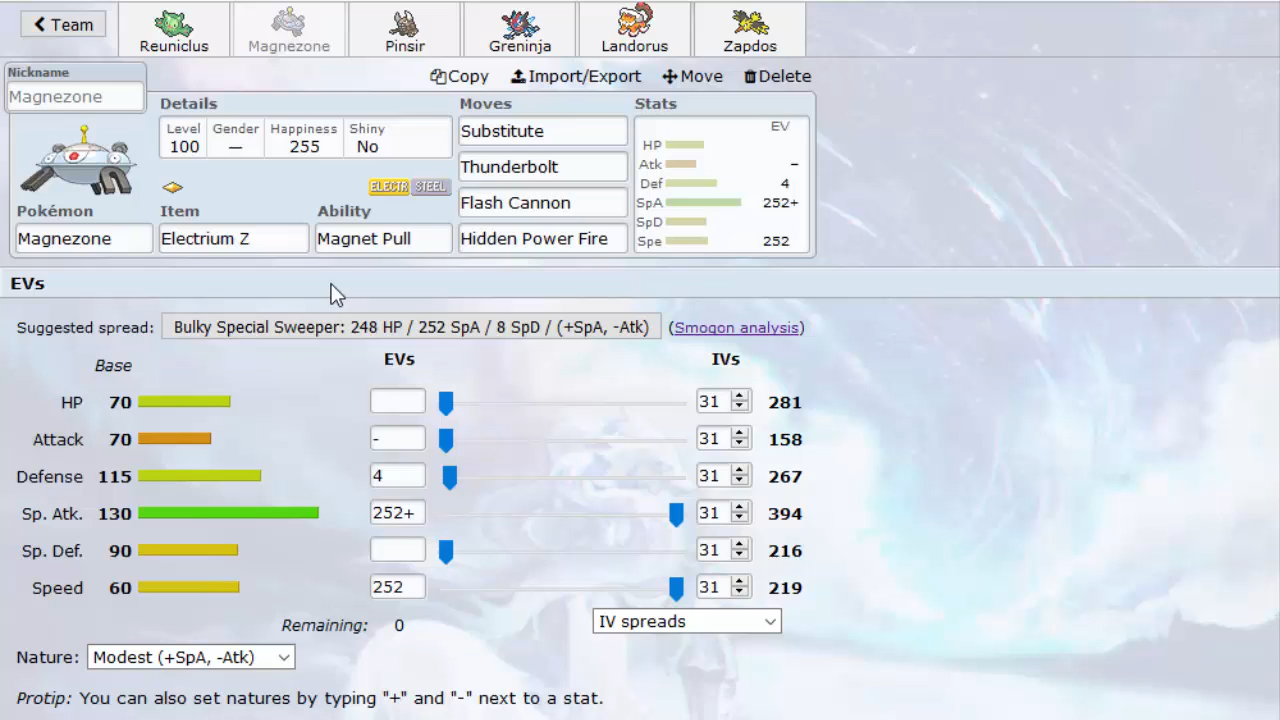 Team
Reuniclus
Magnezone
Pinsir
Greninja
Landorus
Zapdos
Nickname
Magnezone
Copy
Import/Export
Move
Delete
Details
Moves
Stats
Level
Gender
Happiness
Shiny
100
—
255
No
Substitute
Thunderbolt
Flash Cannon
Hidden Power Fire
EV
HP
Atk –
Def 4
SpA 252+
SpD
Spe 252
ELECTR STEEL
Pokémon
Item
Ability
Magnezone
Electrium Z
Magnet Pull
EVs
Suggested spread: Bulky Special Sweeper: 248 HP / 252 SpA / 8 SpD / (+SpA, -Atk) (Smogon analysis)
Base EVs IVs
HP 70 31 281
Attack 70 - 31 158
Defense 115 4 31 267
Sp. Atk. 130 252+ 31 394
Sp. Def. 90 31 216
Speed 60 252 31 219
Remaining: 0 IV spreads
Nature: Modest (+SpA, -Atk)
Protip: You can also set natures by typing "+" and "-" next to a stat.